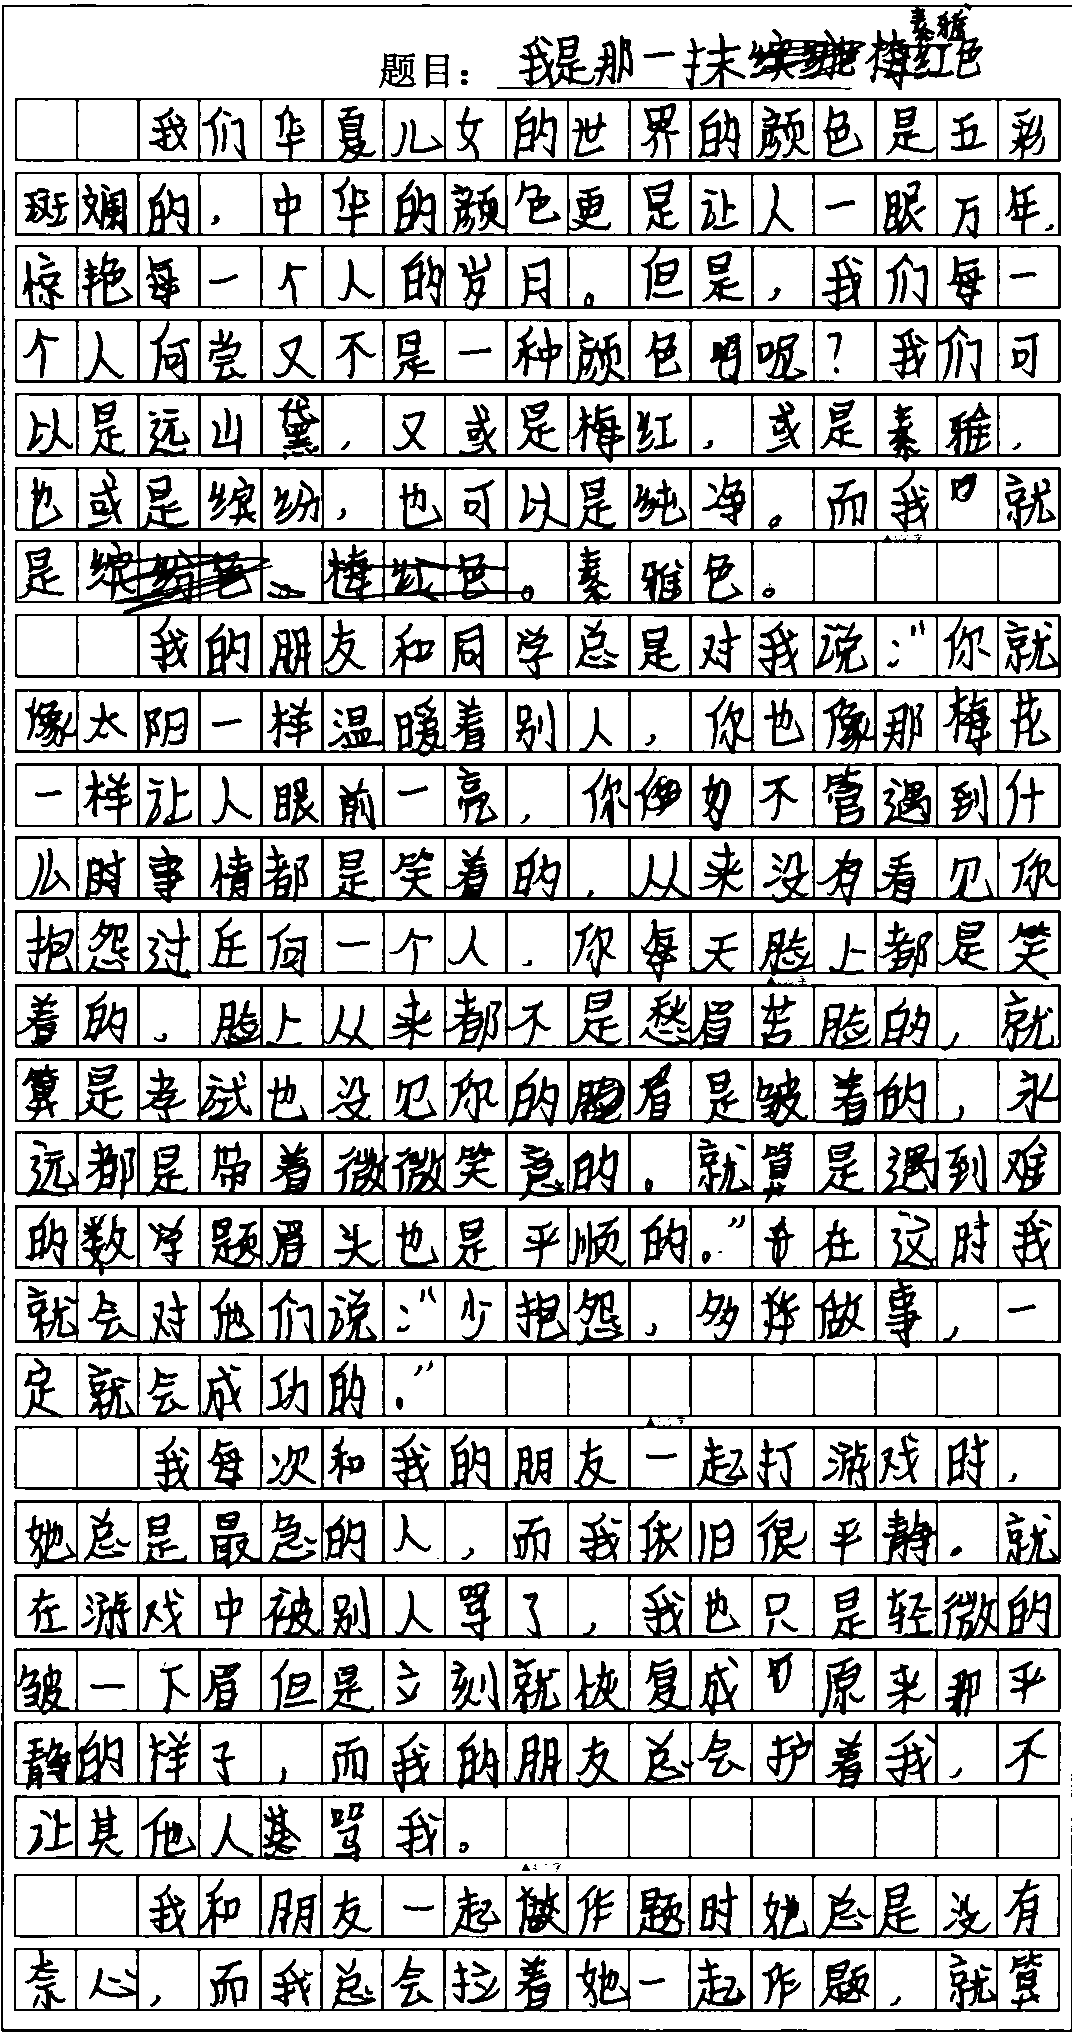 题目：我是那一抹素雅色
我们华夏儿女的世界的颜色是五彩
斑斓的，中华的颜色更是让人一眼万年，
惊艳每一个人的岁月。但是，我们每一
个人何尝又不是一种颜色呢？我们可
以是远山黛，又或是梅红，或是素雅，
也或是缤纷，也可以是纯净。而我就
是素雅色。
我的朋友和同学总是对我说：“你就
像太阳一样温暖着别人，你也像那梅花
一样让人眼前一亮，你不管遇到什
么时事情都是笑着的，从来没有看见你
抱怨过任何一个人，你每天脸上都是笑
着的，脸上从来都不是愁眉苦脸的，就
算是考试也没见你的眉是皱着的，永
远都是带着微微笑意的。就算是遇到难
的数学题眉头也是平顺的。”在这时我
就会对他们说：“少抱怨，多做事，一
定就会成功的。”
我每次和我的朋友一起打游戏时，
她总是最急的人，而我依旧很平静。就
在游戏中被别人骂了，我也只是轻微的
皱一下眉但是立刻就恢复成原来那平
静的样子，而我的朋友总会护着我，不
让其他人骂我。
我和朋友一起作题时她总是没有
奈心，而我总会拉着她一起作题，就算